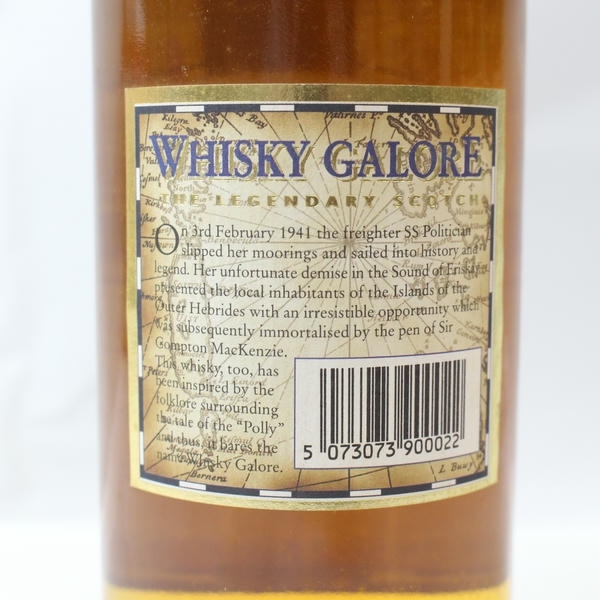 Kilegra
Bay
Vaternes P.
WHISKY GALORE
THE LEGENDARY SCOTCH
On 3rd February 1941 the freighter SS Politician
slipped her moorings and sailed into history and
legend. Her unfortunate demise in the Sound of Eriskay
presented the local inhabitants of the Islands of the
Outer Hebrides with an irresistible opportunity which
was subsequently immortalised by the pen of Sir
Compton MacKenzie.
This whisky, too, has
been inspired by the
folklore surrounding
the tale of the "Polly"
and thus, it bares the
name Whisky Galore.
5 073073 900022
Bernera